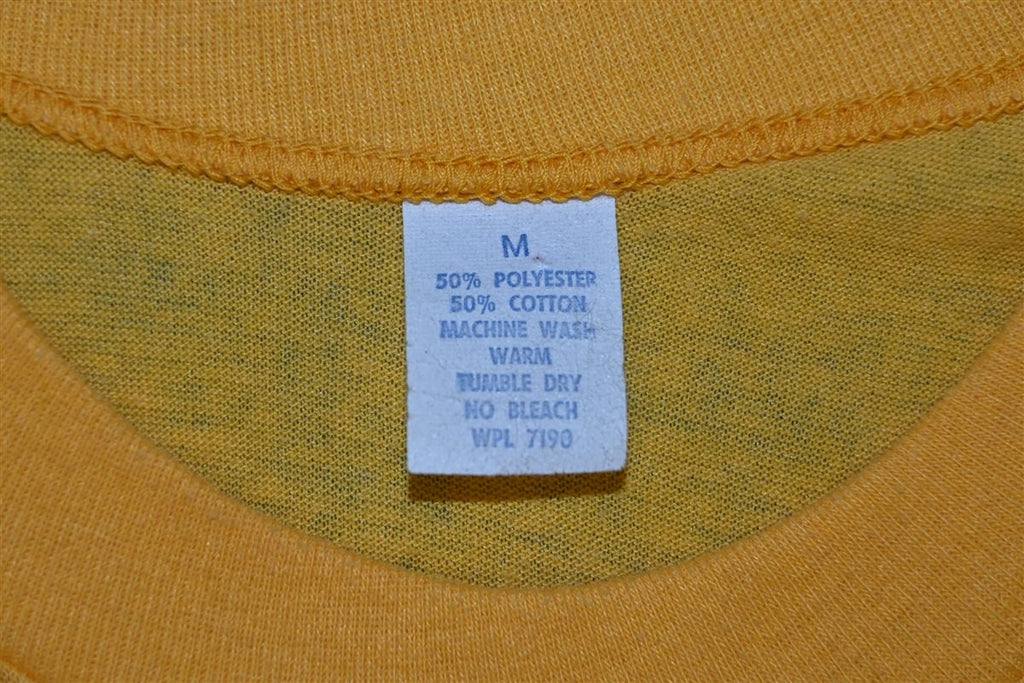 M
50% POLYESTER
50% COTTON
MACHINE WASH
WARM
TUMBLE DRY
NO BLEACH
WPL 7190